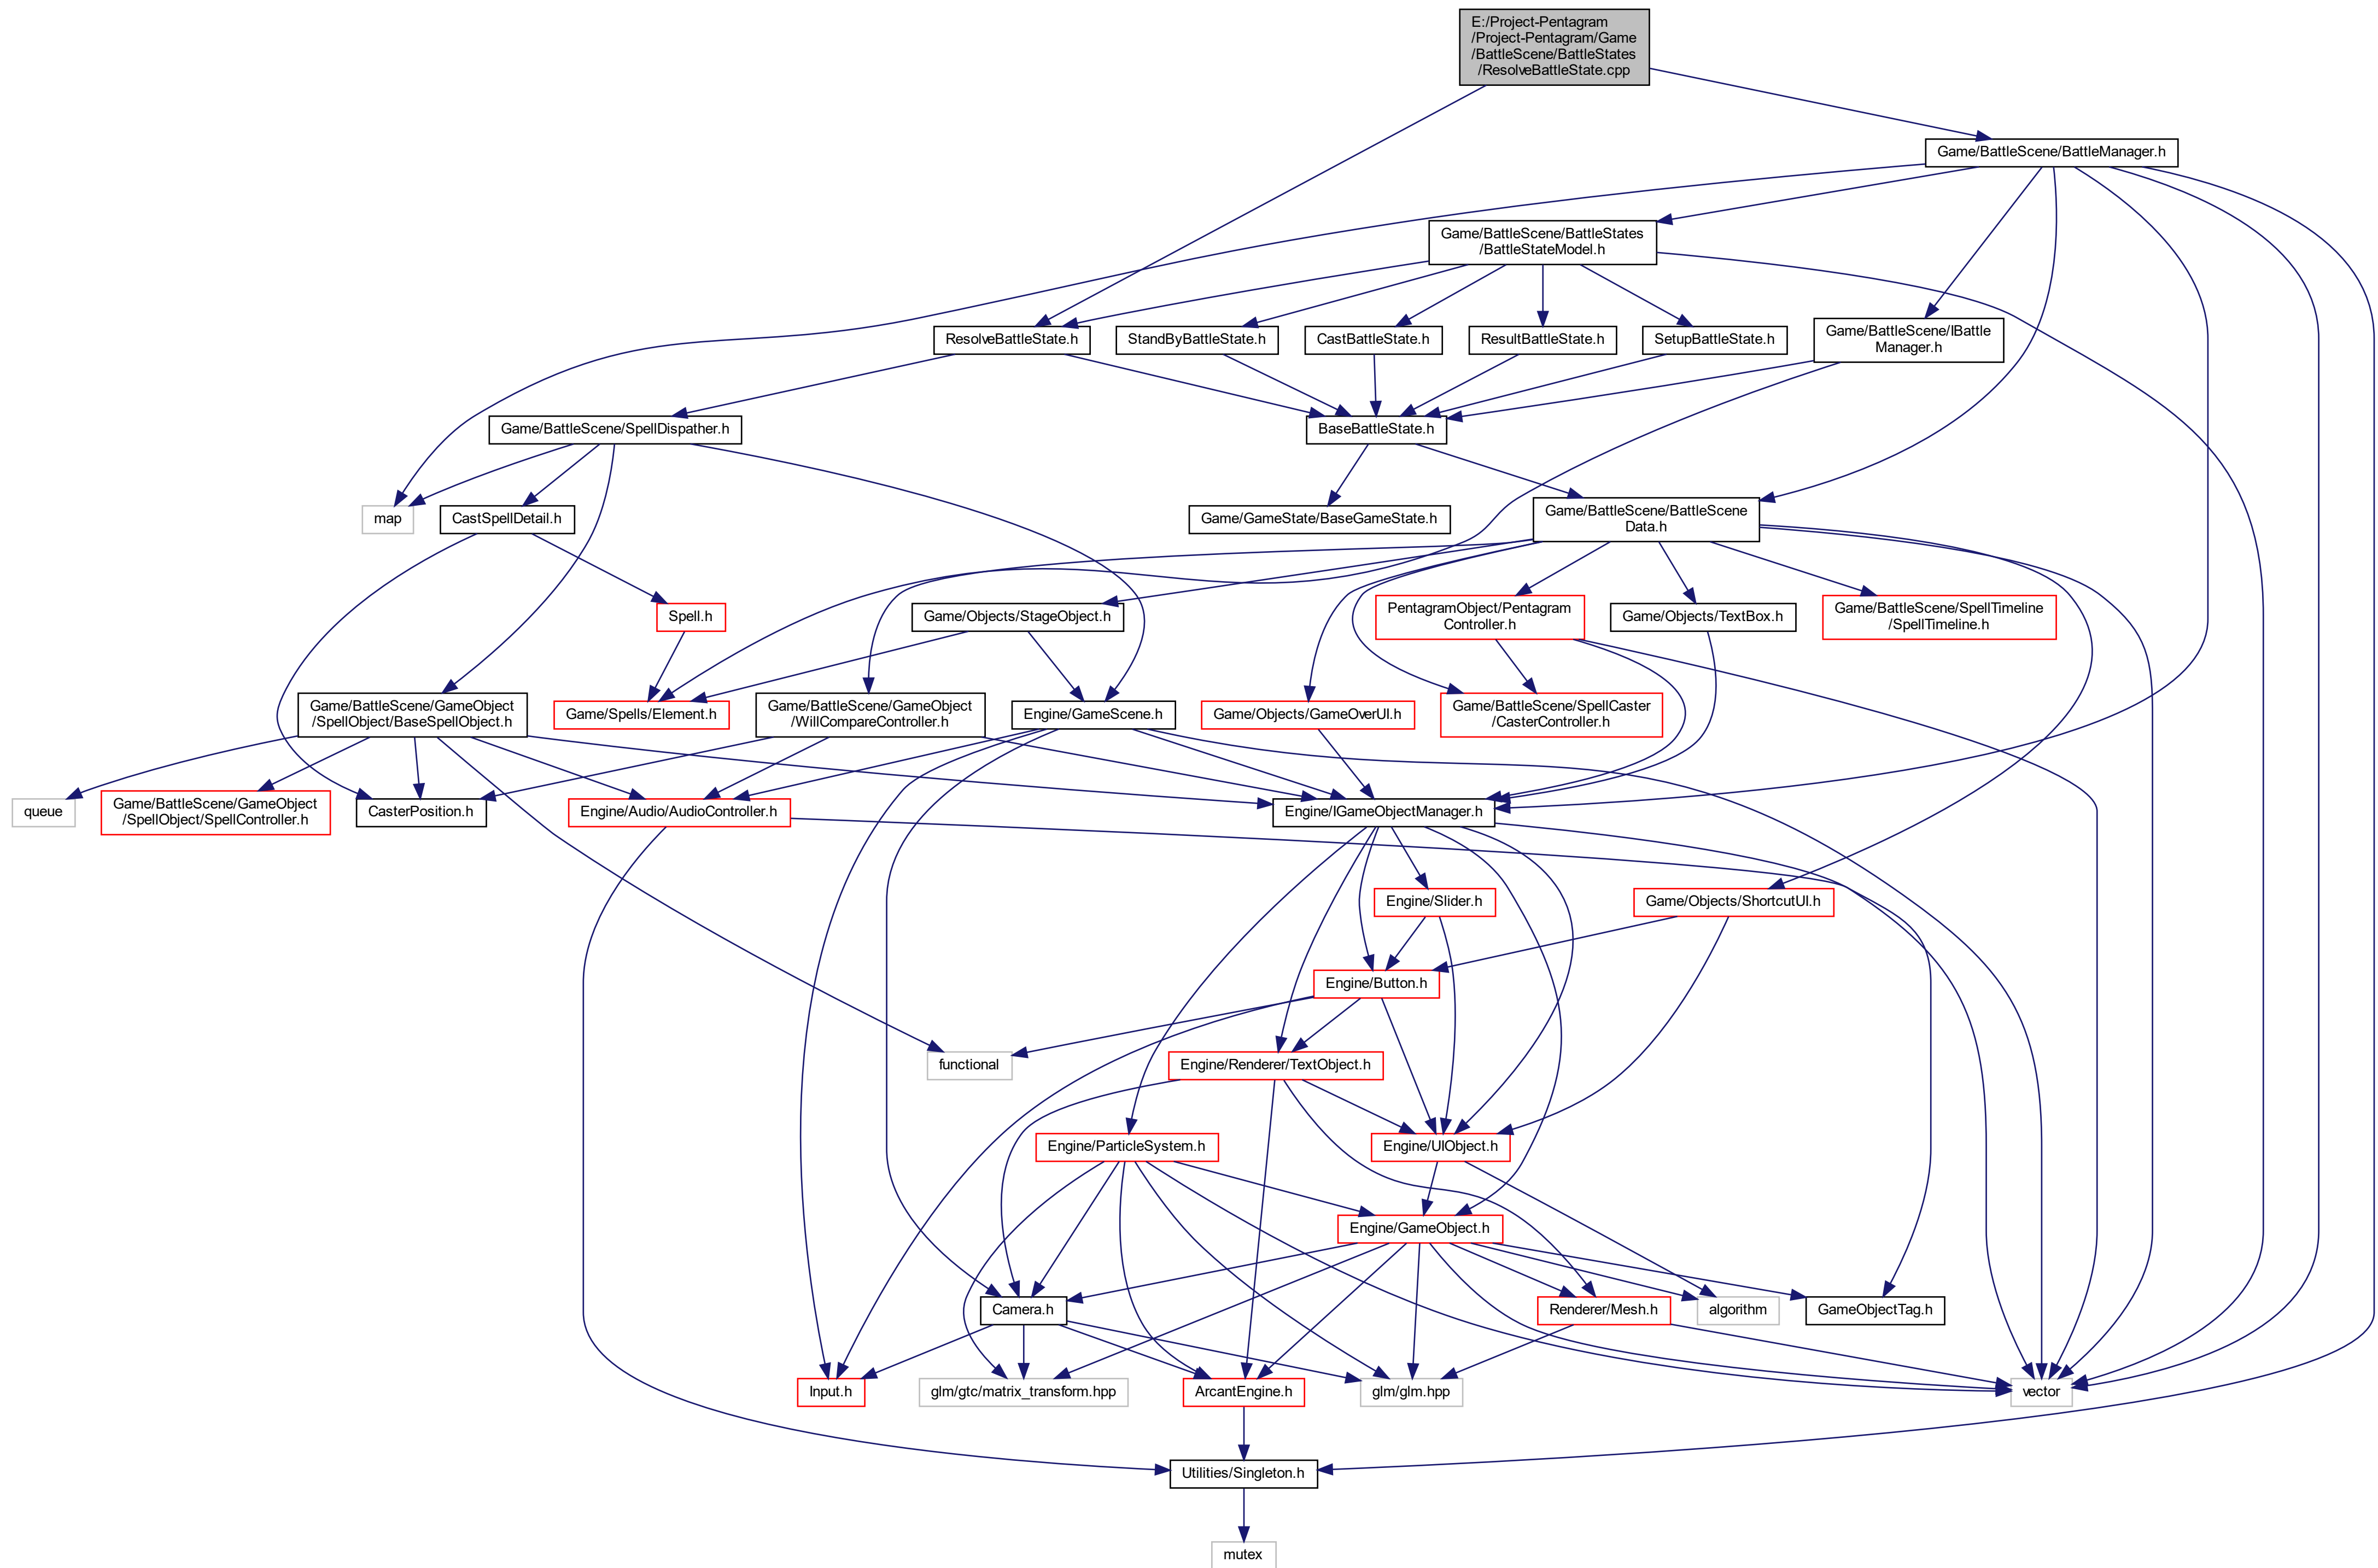 E:/Project-Pentagram
/Project-Pentagram/Game
/BattleScene/BattleStates
/ResolveBattleState.cpp
Game/BattleScene/BattleManager.h
Game/BattleScene/BattleStates
/BattleStateModel.h
ResolveBattleState.h
StandByBattleState.h
CastBattleState.h
ResultBattleState.h
SetupBattleState.h
Game/BattleScene/IBattle
Manager.h
Game/BattleScene/SpellDispather.h
BaseBattleState.h
map
CastSpellDetail.h
Game/GameState/BaseGameState.h
Game/BattleScene/BattleScene
Data.h
Spell.h
Game/Objects/StageObject.h
PentagramObject/Pentagram
Controller.h
Game/Objects/TextBox.h
Game/BattleScene/SpellTimeline
/SpellTimeline.h
Game/BattleScene/GameObject
/SpellObject/BaseSpellObject.h
Game/Spells/Element.h
Game/BattleScene/GameObject
/WillCompareController.h
Engine/GameScene.h
Game/Objects/GameOverUI.h
Game/BattleScene/SpellCaster
/CasterController.h
queue
Game/BattleScene/GameObject
/SpellObject/SpellController.h
CasterPosition.h
Engine/Audio/AudioController.h
Engine/IGameObjectManager.h
Engine/Slider.h
Game/Objects/ShortcutUI.h
Engine/Button.h
functional
Engine/Renderer/TextObject.h
Engine/ParticleSystem.h
Engine/UIObject.h
Engine/GameObject.h
Camera.h
Renderer/Mesh.h
algorithm
GameObjectTag.h
Input.h
glm/gtc/matrix_transform.hpp
ArcantEngine.h
glm/glm.hpp
vector
Utilities/Singleton.h
mutex